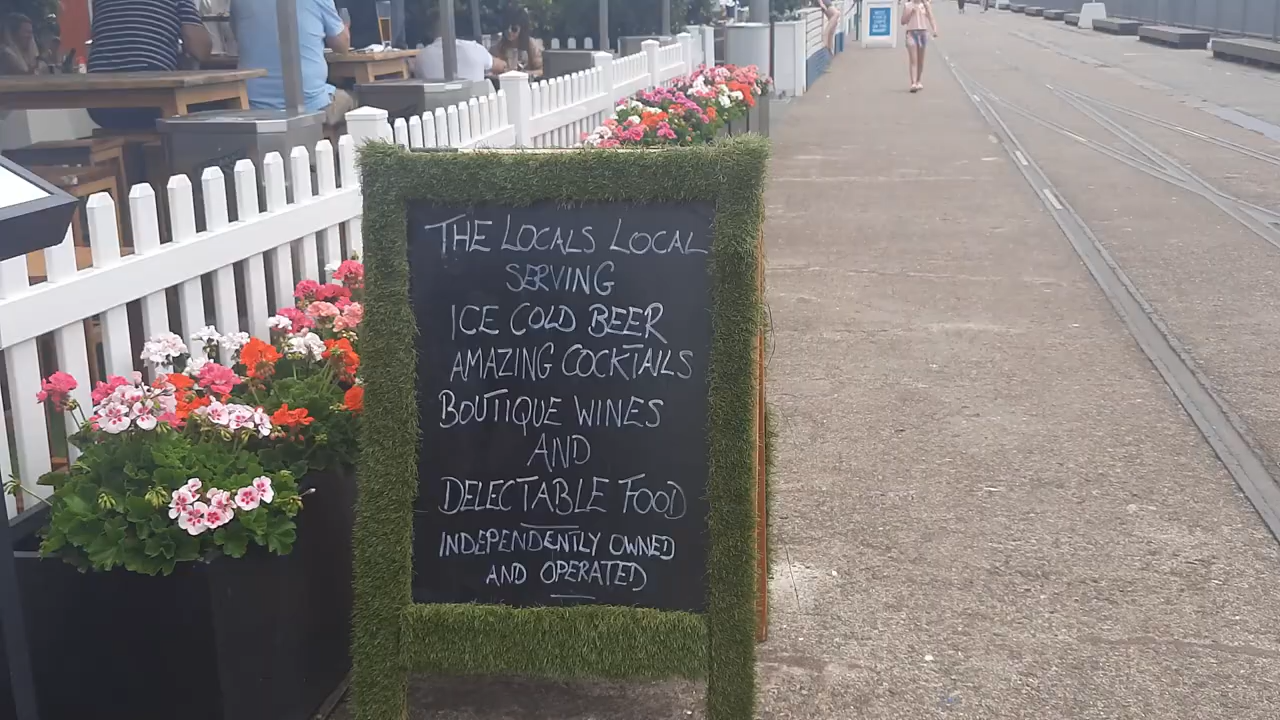 THE LOCALS LOCAL
SERVING
ICE COLD BEER
AMAZING COCKTAILS
BOUTIQUE WINES
AND
DELECTABLE FOOD
INDEPENDENTLY OWNED
AND OPERATED